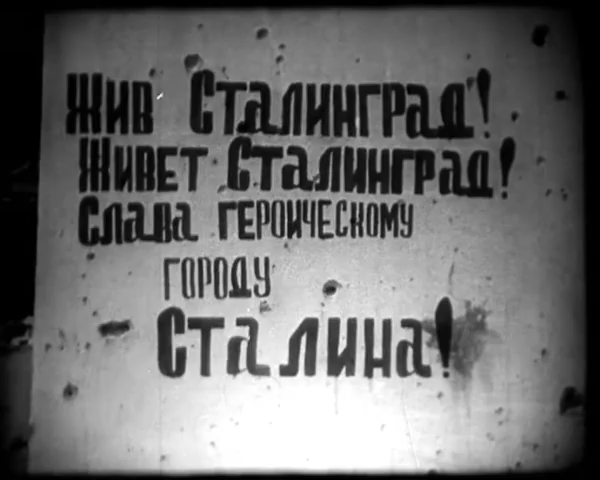 Жив Сталинград!
Живет Сталинград!
Слава героическому
городу
Сталина!